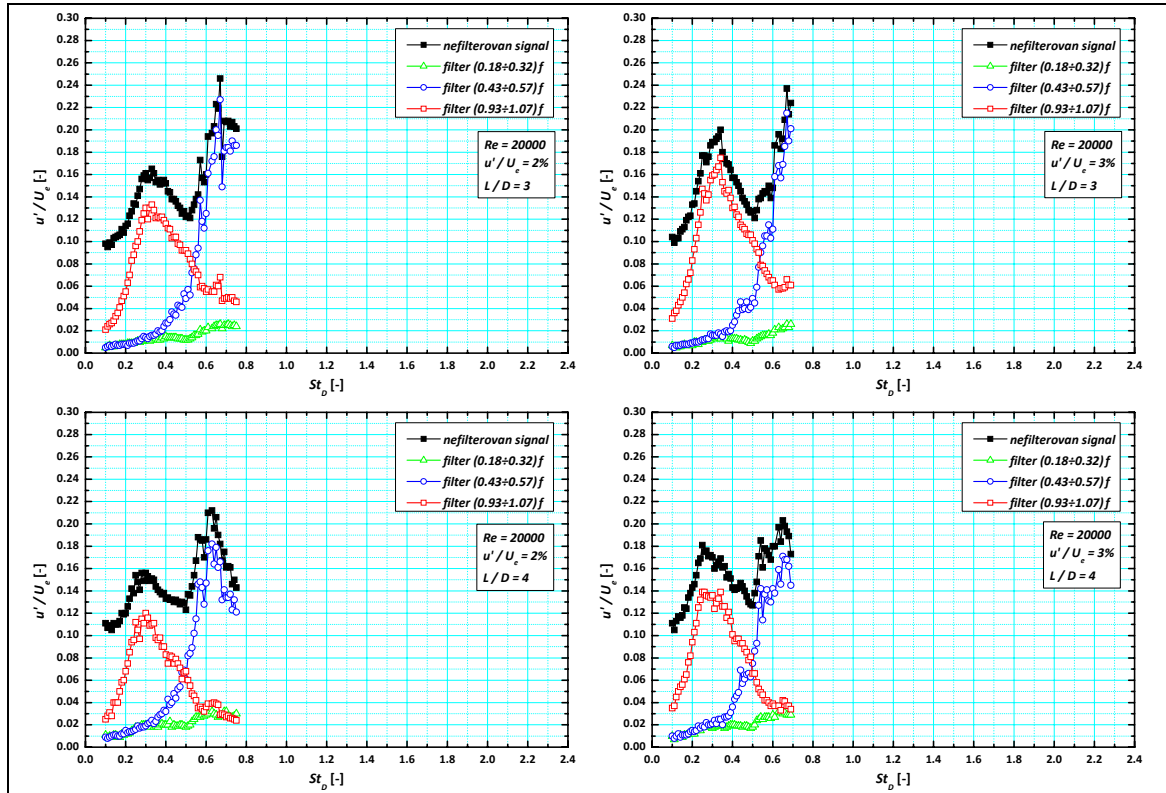 0.30
0.28
0.26
0.24
0.22
0.20
0.18
0.16
0.14
0.12
0.10
0.08
0.06
0.04
0.02
0.00
u' / U_e [-]
nefilterovan signal
filter (0.18÷0.32) f
filter (0.43÷0.57) f
filter (0.93÷1.07) f
Re = 20000
u' / U_e = 2%
L / D = 3
0.0 0.2 0.4 0.6 0.8 1.0 1.2 1.4 1.6 1.8 2.0 2.2 2.4
St_D [-]
0.30
0.28
0.26
0.24
0.22
0.20
0.18
0.16
0.14
0.12
0.10
0.08
0.06
0.04
0.02
0.00
u' / U_e [-]
nefilterovan signal
filter (0.18÷0.32) f
filter (0.43÷0.57) f
filter (0.93÷1.07) f
Re = 20000
u' / U_e = 3%
L / D = 3
0.0 0.2 0.4 0.6 0.8 1.0 1.2 1.4 1.6 1.8 2.0 2.2 2.4
St_D [-]
0.30
0.28
0.26
0.24
0.22
0.20
0.18
0.16
0.14
0.12
0.10
0.08
0.06
0.04
0.02
0.00
u' / U_e [-]
nefilterovan signal
filter (0.18÷0.32) f
filter (0.43÷0.57) f
filter (0.93÷1.07) f
Re = 20000
u' / U_e = 2%
L / D = 4
0.0 0.2 0.4 0.6 0.8 1.0 1.2 1.4 1.6 1.8 2.0 2.2 2.4
St_D [-]
0.30
0.28
0.26
0.24
0.22
0.20
0.18
0.16
0.14
0.12
0.10
0.08
0.06
0.04
0.02
0.00
u' / U_e [-]
nefilterovan signal
filter (0.18÷0.32) f
filter (0.43÷0.57) f
filter (0.93÷1.07) f
Re = 20000
u' / U_e = 3%
L / D = 4
0.0 0.2 0.4 0.6 0.8 1.0 1.2 1.4 1.6 1.8 2.0 2.2 2.4
St_D [-]